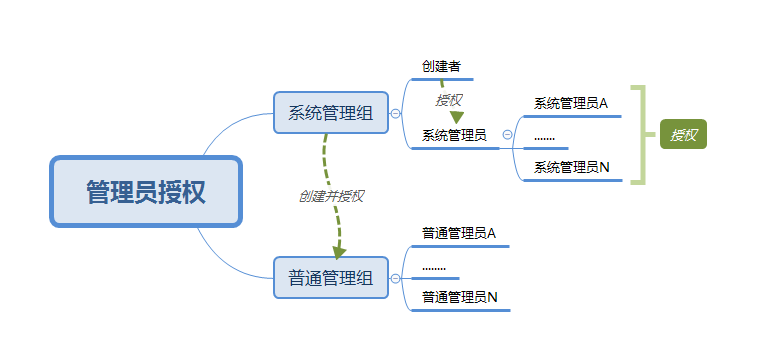 管理员授权
系统管理组
创建者
授权
系统管理员
系统管理员A
.......
系统管理员N
授权
创建并授权
普通管理组
普通管理员A
........
普通管理员N